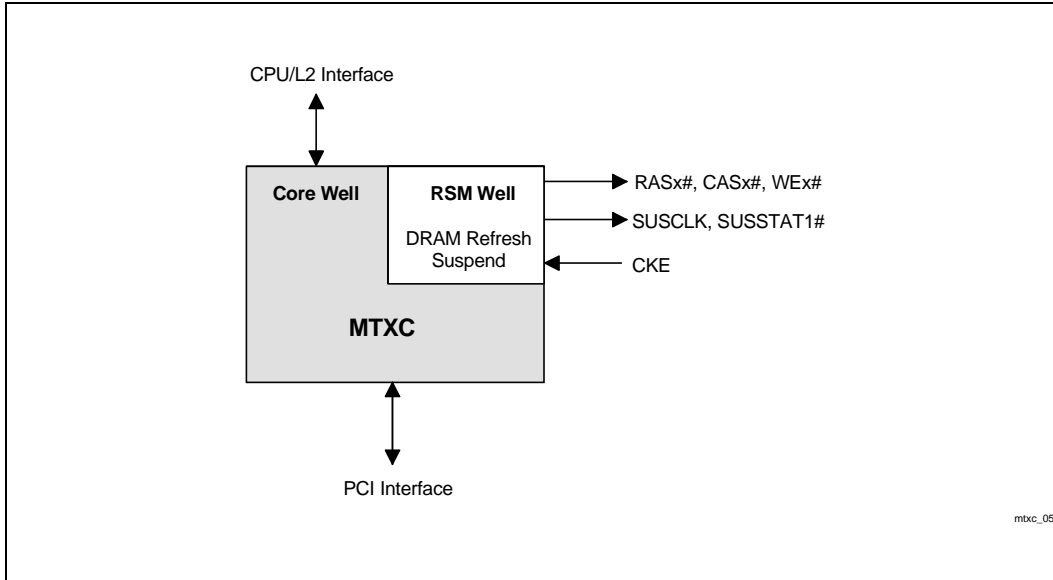 CPU/L2 Interface
Core Well
RSM Well
DRAM Refresh
Suspend
MTXC
RASx#, CASx#, WEx#
SUSCLK, SUSSTAT1#
CKE
PCI Interface
mtxc_05